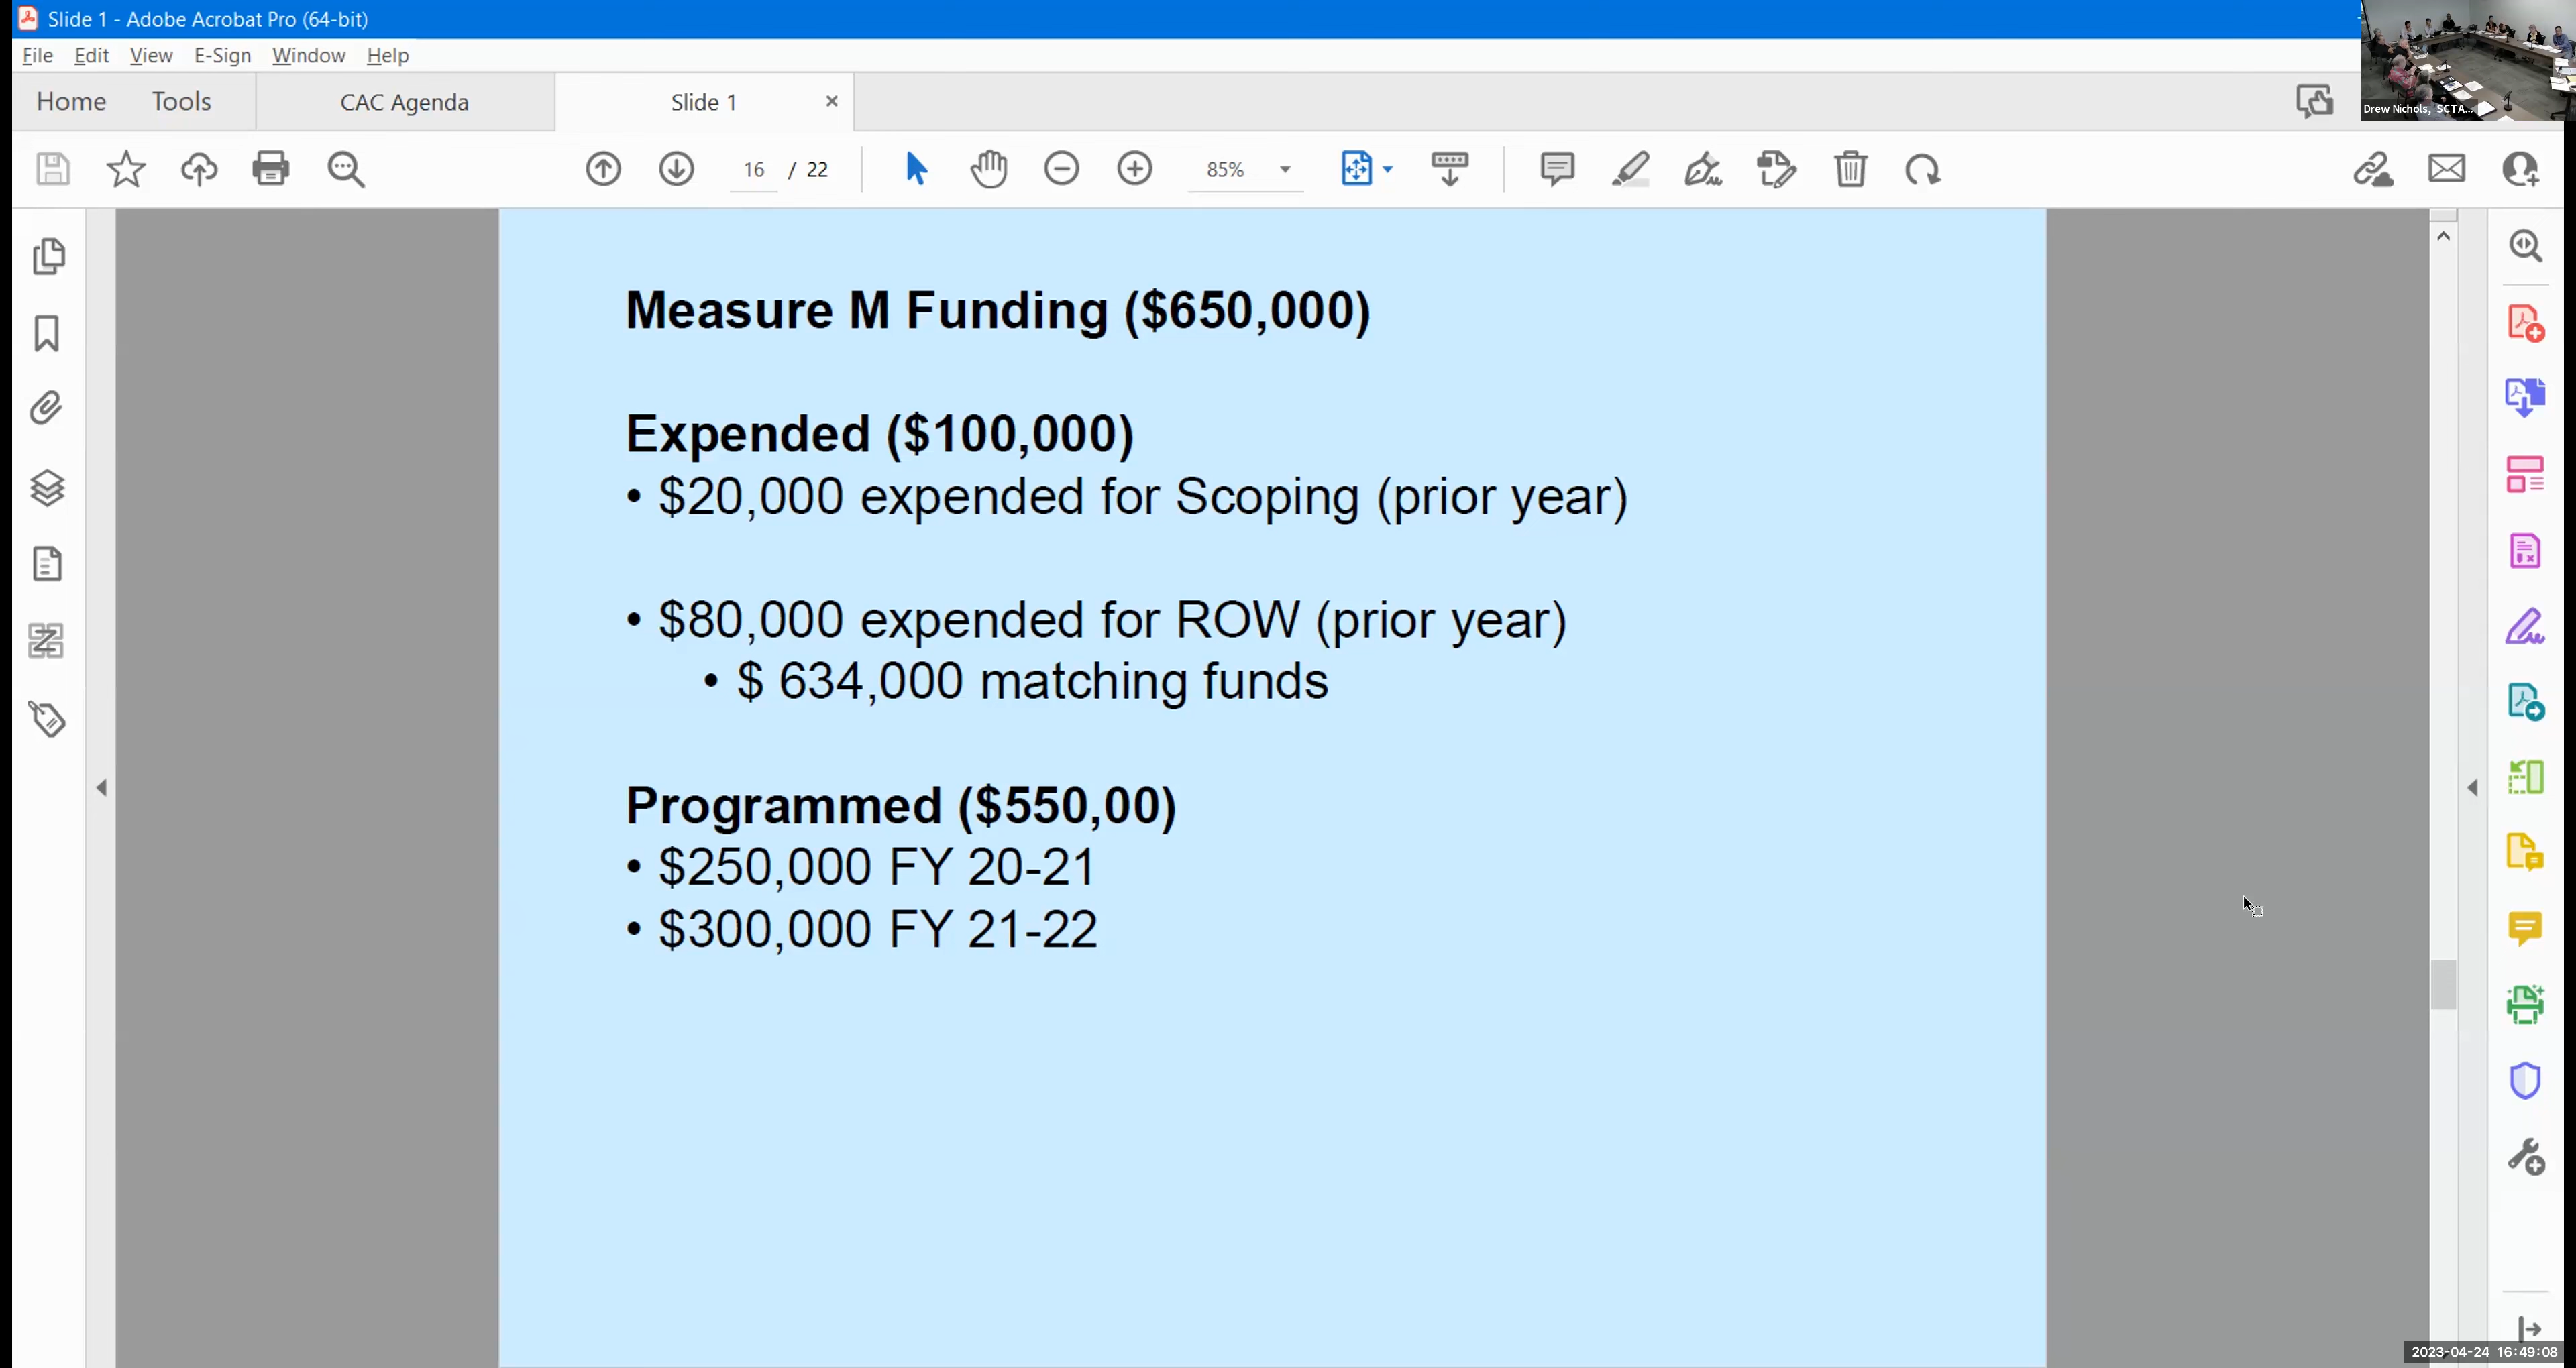 Slide 1 - Adobe Acrobat Pro (64-bit)
File Edit View E-Sign Window Help
Home Tools CAC Agenda Slide 1
Drew Nichols, SCTA...
16 / 22 85%
Measure M Funding ($650,000)
Expended ($100,000)
• $20,000 expended for Scoping (prior year)
• $80,000 expended for ROW (prior year)
• $ 634,000 matching funds
Programmed ($550,00)
• $250,000 FY 20-21
• $300,000 FY 21-22
2023-04-24 16:49:08